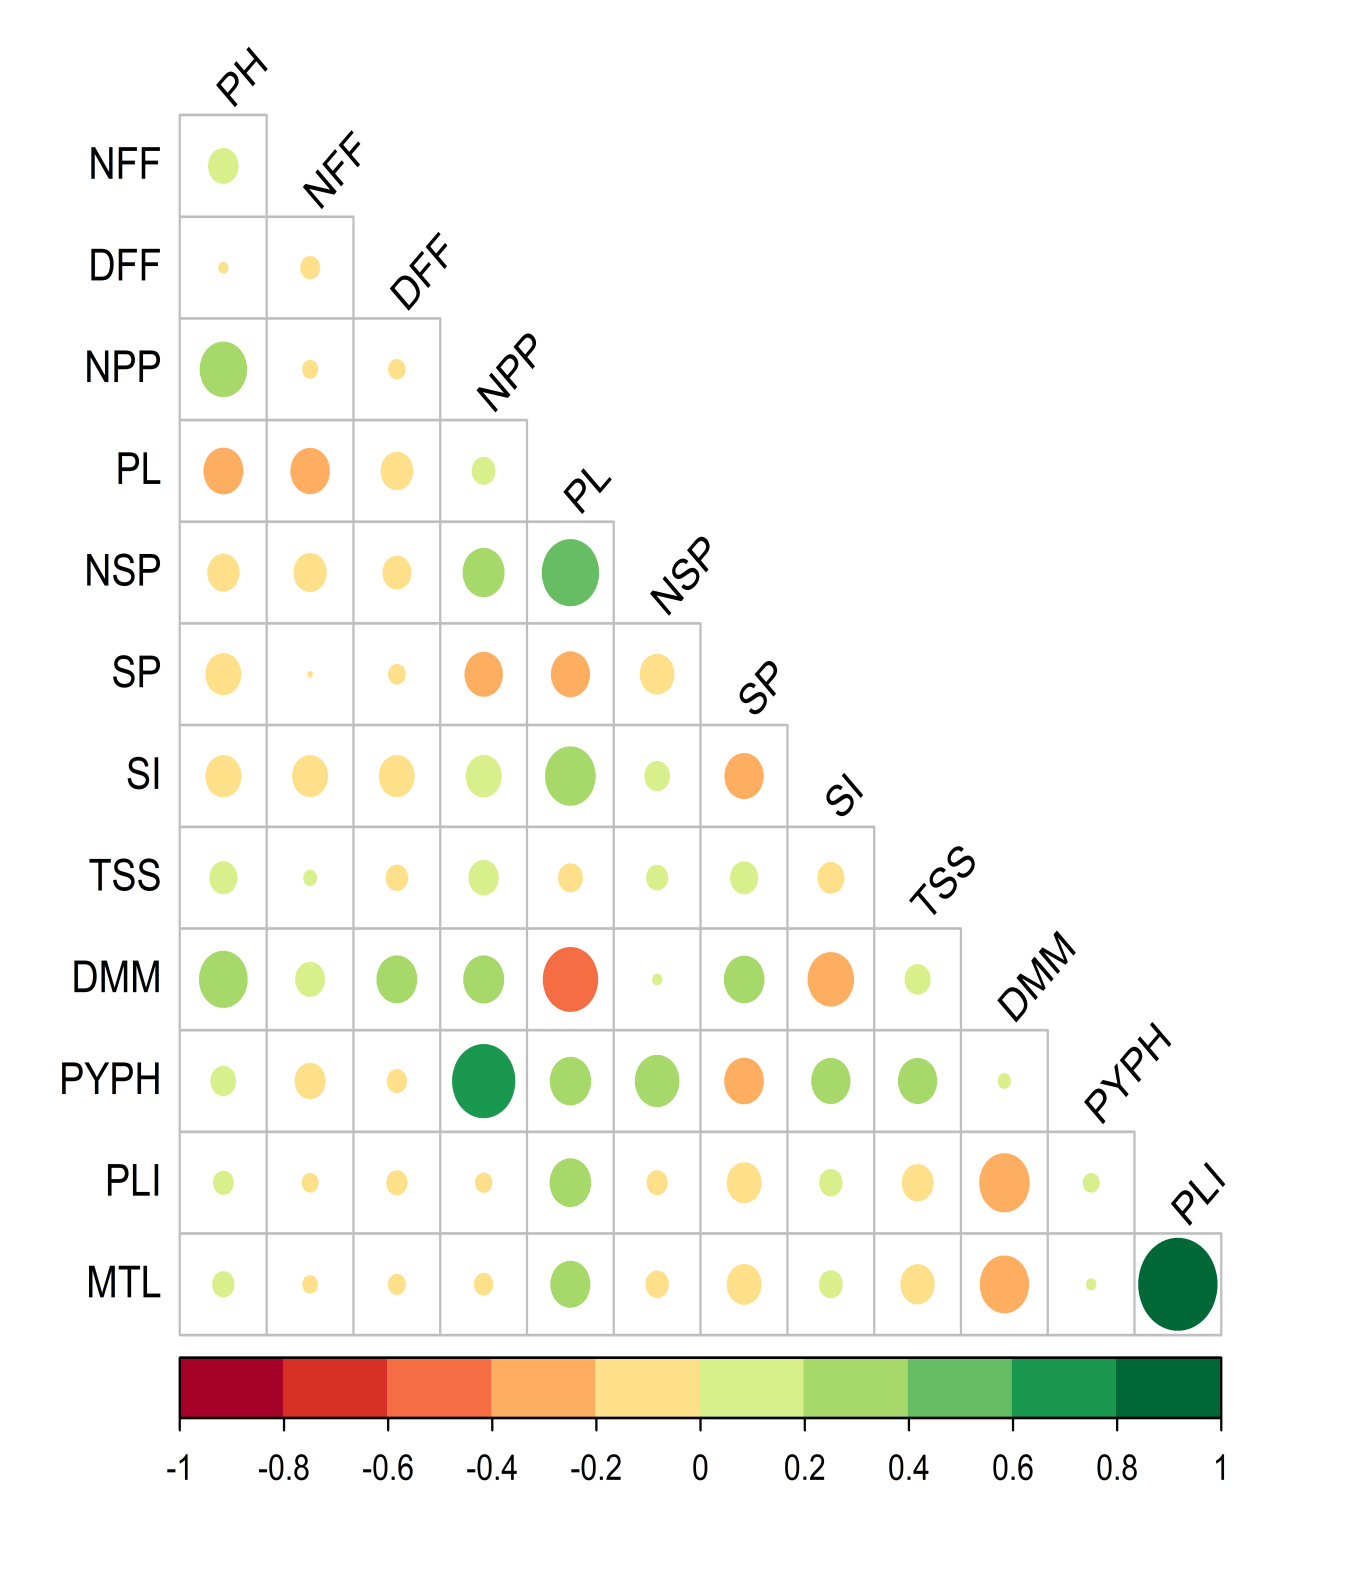 PH
NFF
NFF
DFF
DFF
NPP
NPP
PL
PL
NSP
NSP
SP
SP
SI
SI
TSS
TSS
DMM
DMM
PYPH
PYPH
PLI
PLI
MTL
-1 -0.8 -0.6 -0.4 -0.2 0 0.2 0.4 0.6 0.8 1